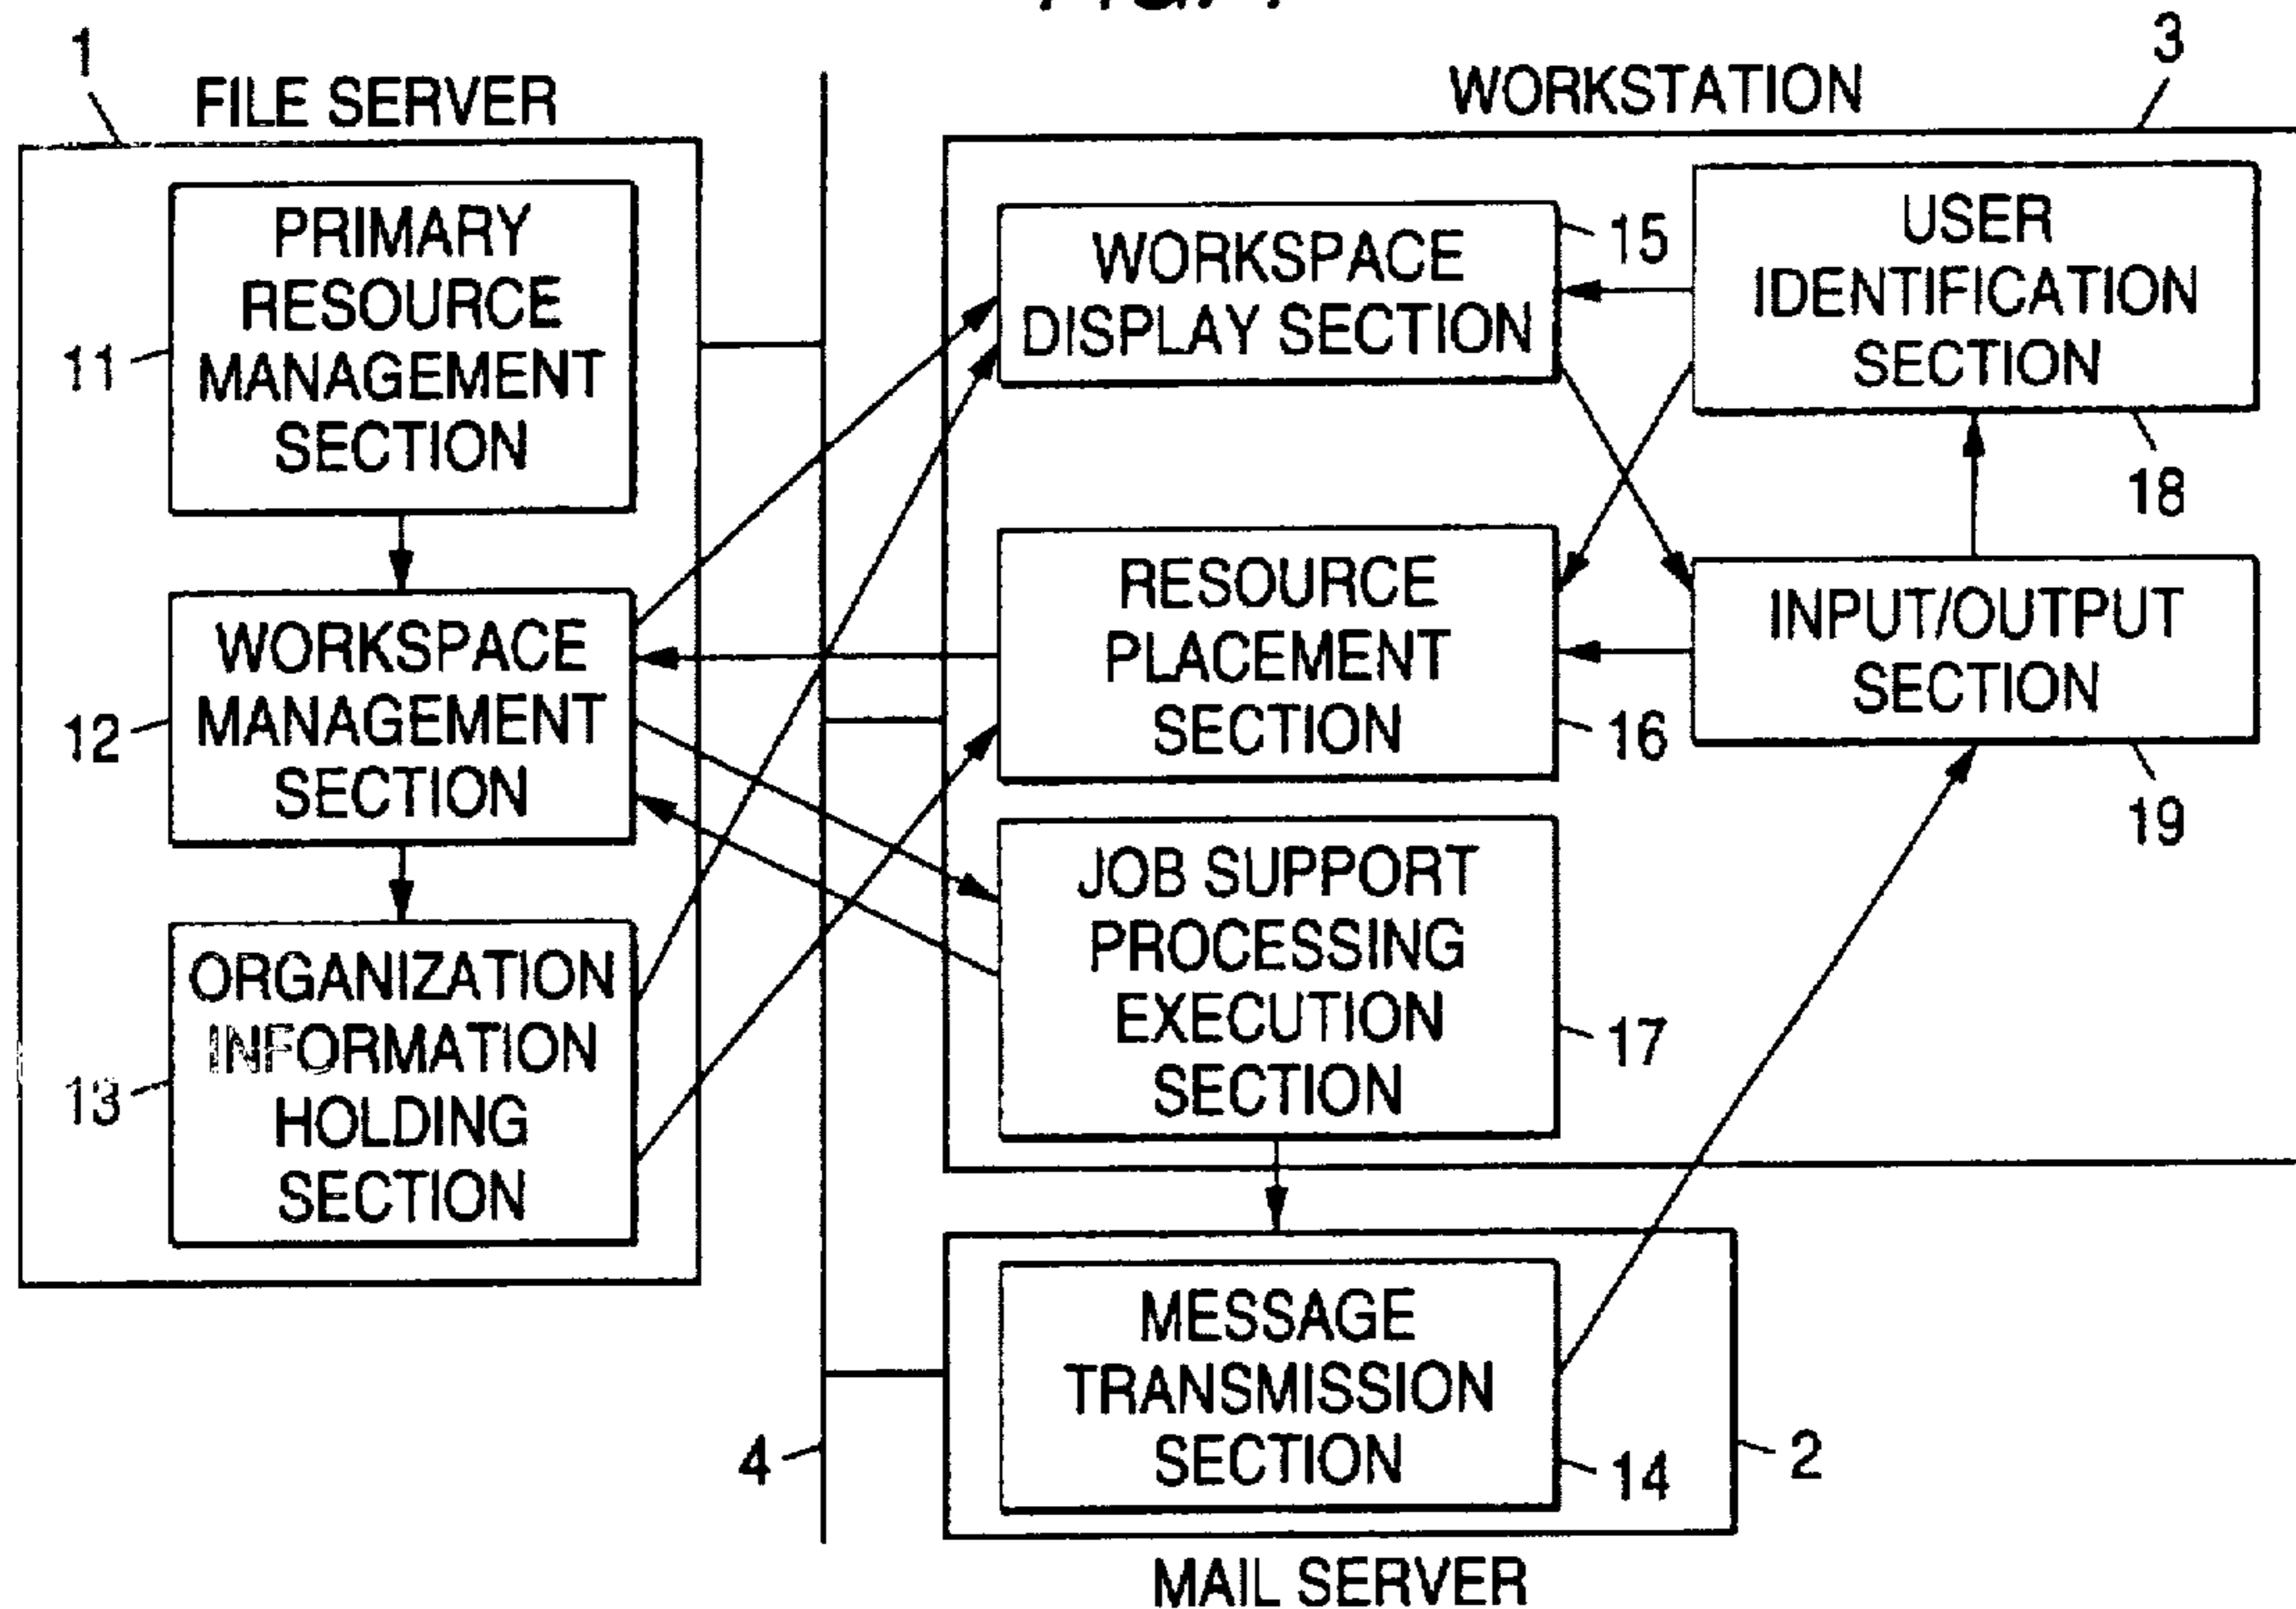 1
FILE SERVER
PRIMARY
RESOURCE
MANAGEMENT
SECTION
11
WORKSPACE
MANAGEMENT
SECTION
12
ORGANIZATION
INFORMATION
HOLDING
SECTION
13
4
3
WORKSTATION
WORKSPACE
DISPLAY SECTION
15
USER
IDENTIFICATION
SECTION
18
RESOURCE
PLACEMENT
SECTION
16
INPUT/OUTPUT
SECTION
19
JOB SUPPORT
PROCESSING
EXECUTION
SECTION
17
MESSAGE
TRANSMISSION
SECTION
14
2
MAIL SERVER